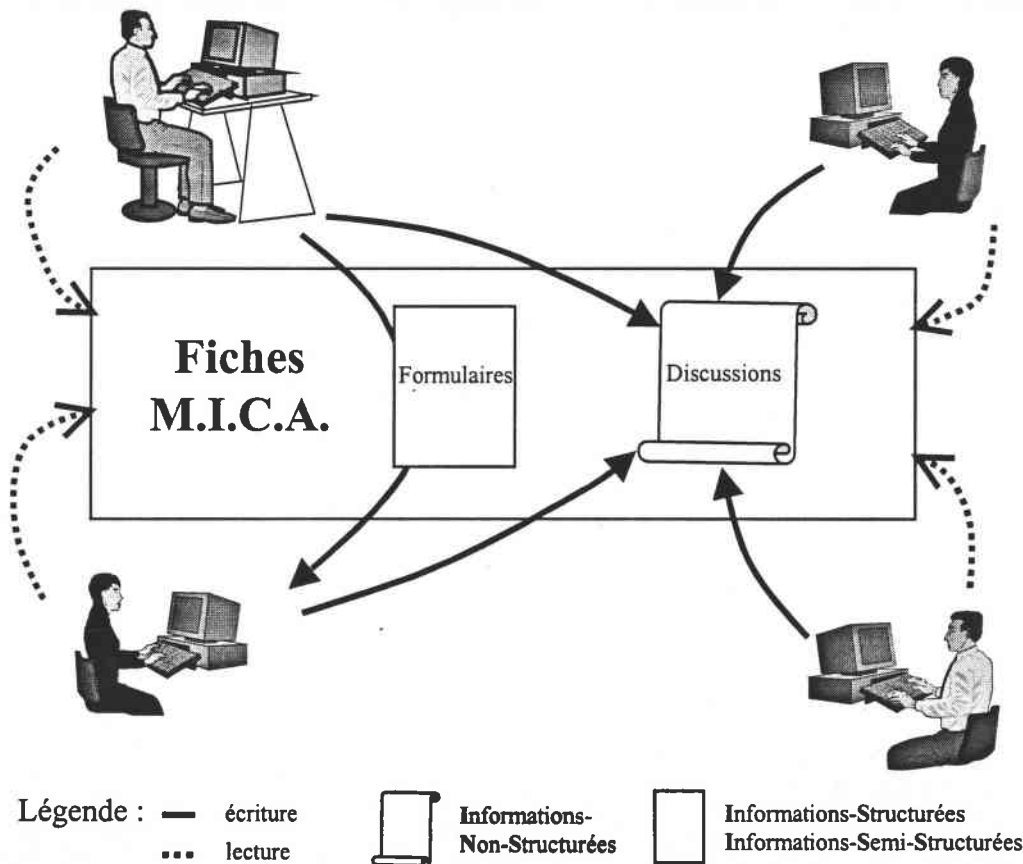 Fiches
M.I.C.A.
Formulaires
Discussions
Légende :
écriture
lecture
Informations-
Non-Structurées
Informations-Structurées
Informations-Semi-Structurées